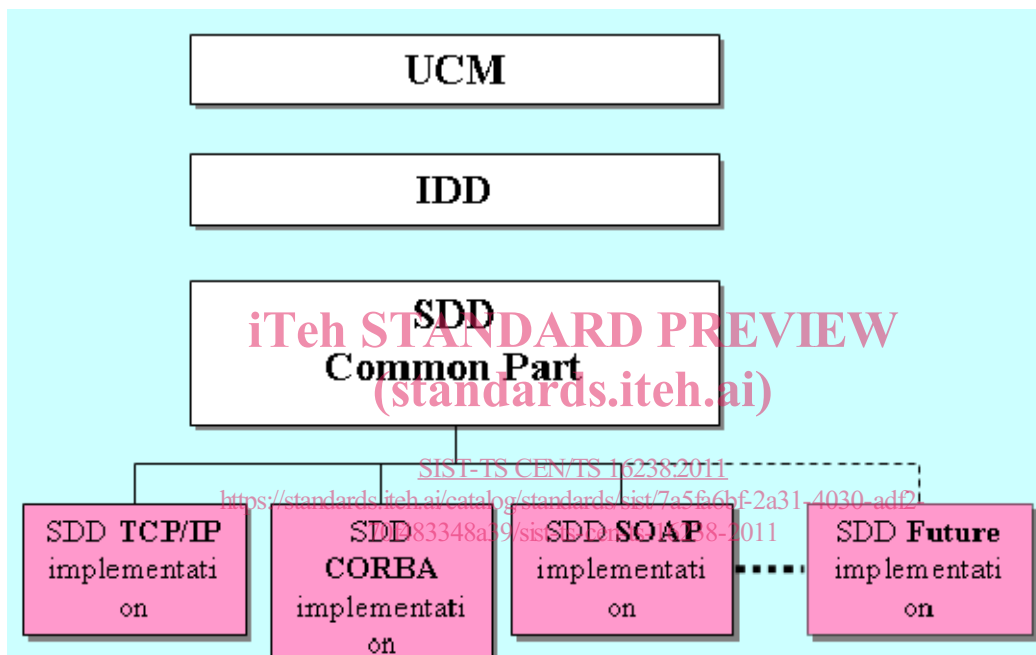 UCM
IDD
SDD
iTeh STANDARD PREVIEW
Common Part
(standards.iteh.ai)
SIST-TS CEN/TS 16238:2011
https://standards.iteh.ai/catalog/standards/sist/7a5fa6bf-2a31-4030-adf2-
SDD TCP/IP
implementati
on
SDD
CORBA
implementati
on
SDD SOAP
implementati
on
SDD Future
implementati
on